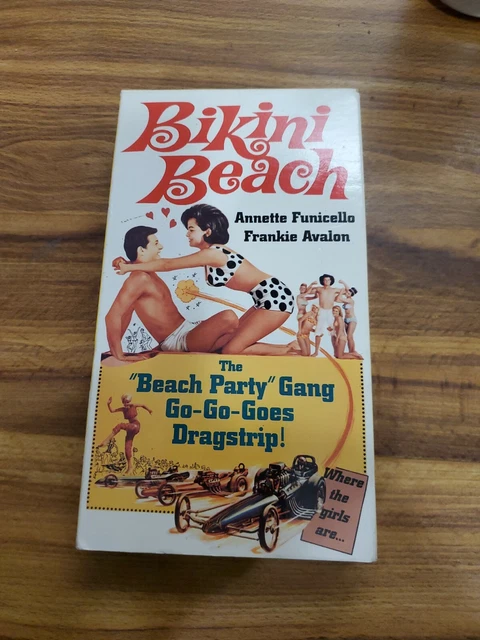 Bikini
Beach
Annette Funicello
Frankie Avalon
The
"Beach Party" Gang
Go-Go-Goes
Dragstrip!
Where
the
girls
are...